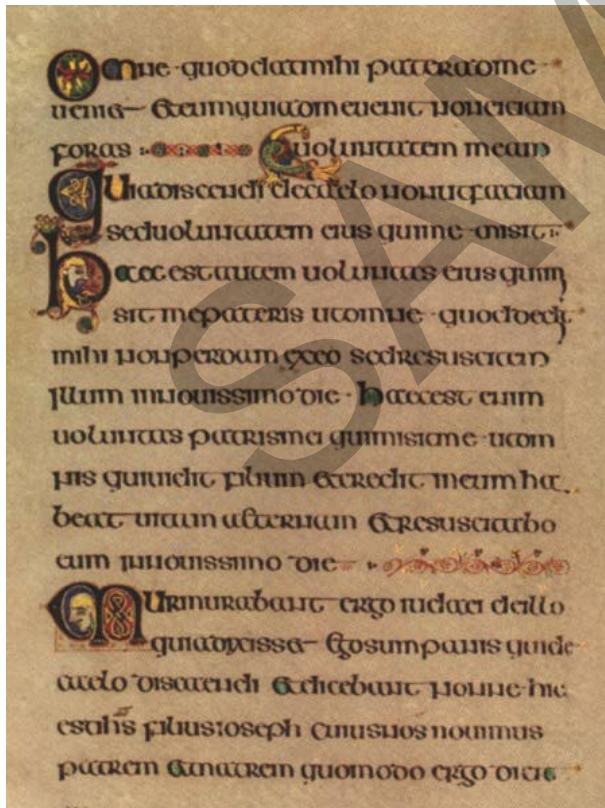 Omne quod dat mihi pater ad me
ueniet Et eum qui ad me uenit non eiciam
foras uoluntatem meam
Quia discendi de caelo non ut faciam
sed uoluntatem eius qui me misit
haec est autem uoluntas eius qui mi
sit me pateris ut omne quod dedit
mihi non perdam ex eo sed resuscitem
illum in nouissimo die · haec est enim
uoluntas patris mei qui misit me ut om
nis qui uidit filium et credit in eum ha
beat uitam aeternam Et resuscitabo
eum in nouissimo die
Murmurabant ergo iudaei de illo
quia dixisset Ego sum panis qui de
caelo discendi Et dicebant nonne hic
est ihs filius ioseph cuius nos nouimus
patrem et matrem quomodo ergo dicit
SAM